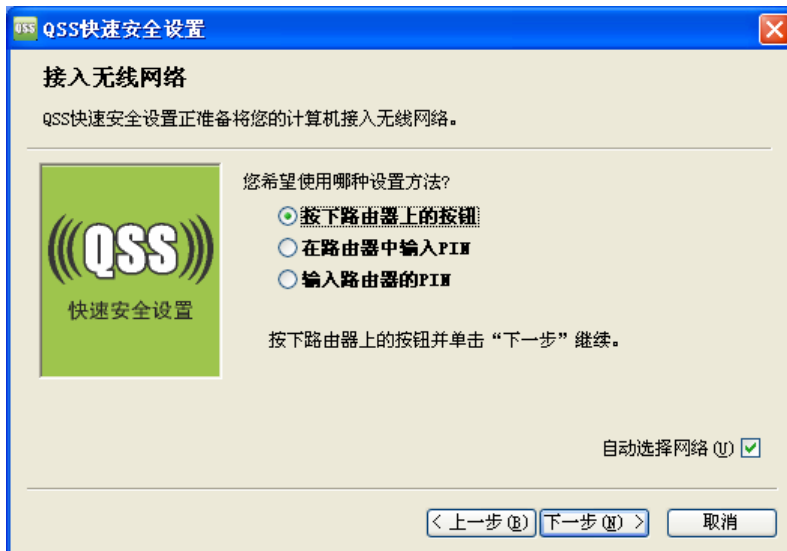 QSS QSS快速安全设置
接入无线网络
QSS快速安全设置正准备将您的计算机接入无线网络。
您希望使用哪种设置方法?
按下路由器上的按钮
在路由器中输入PIN
输入路由器的PIN
QSS
快速安全设置
按下路由器上的按钮并单击“下一步”继续。
自动选择网络(U)
< 上一步(B) 下一步(N) > 取消